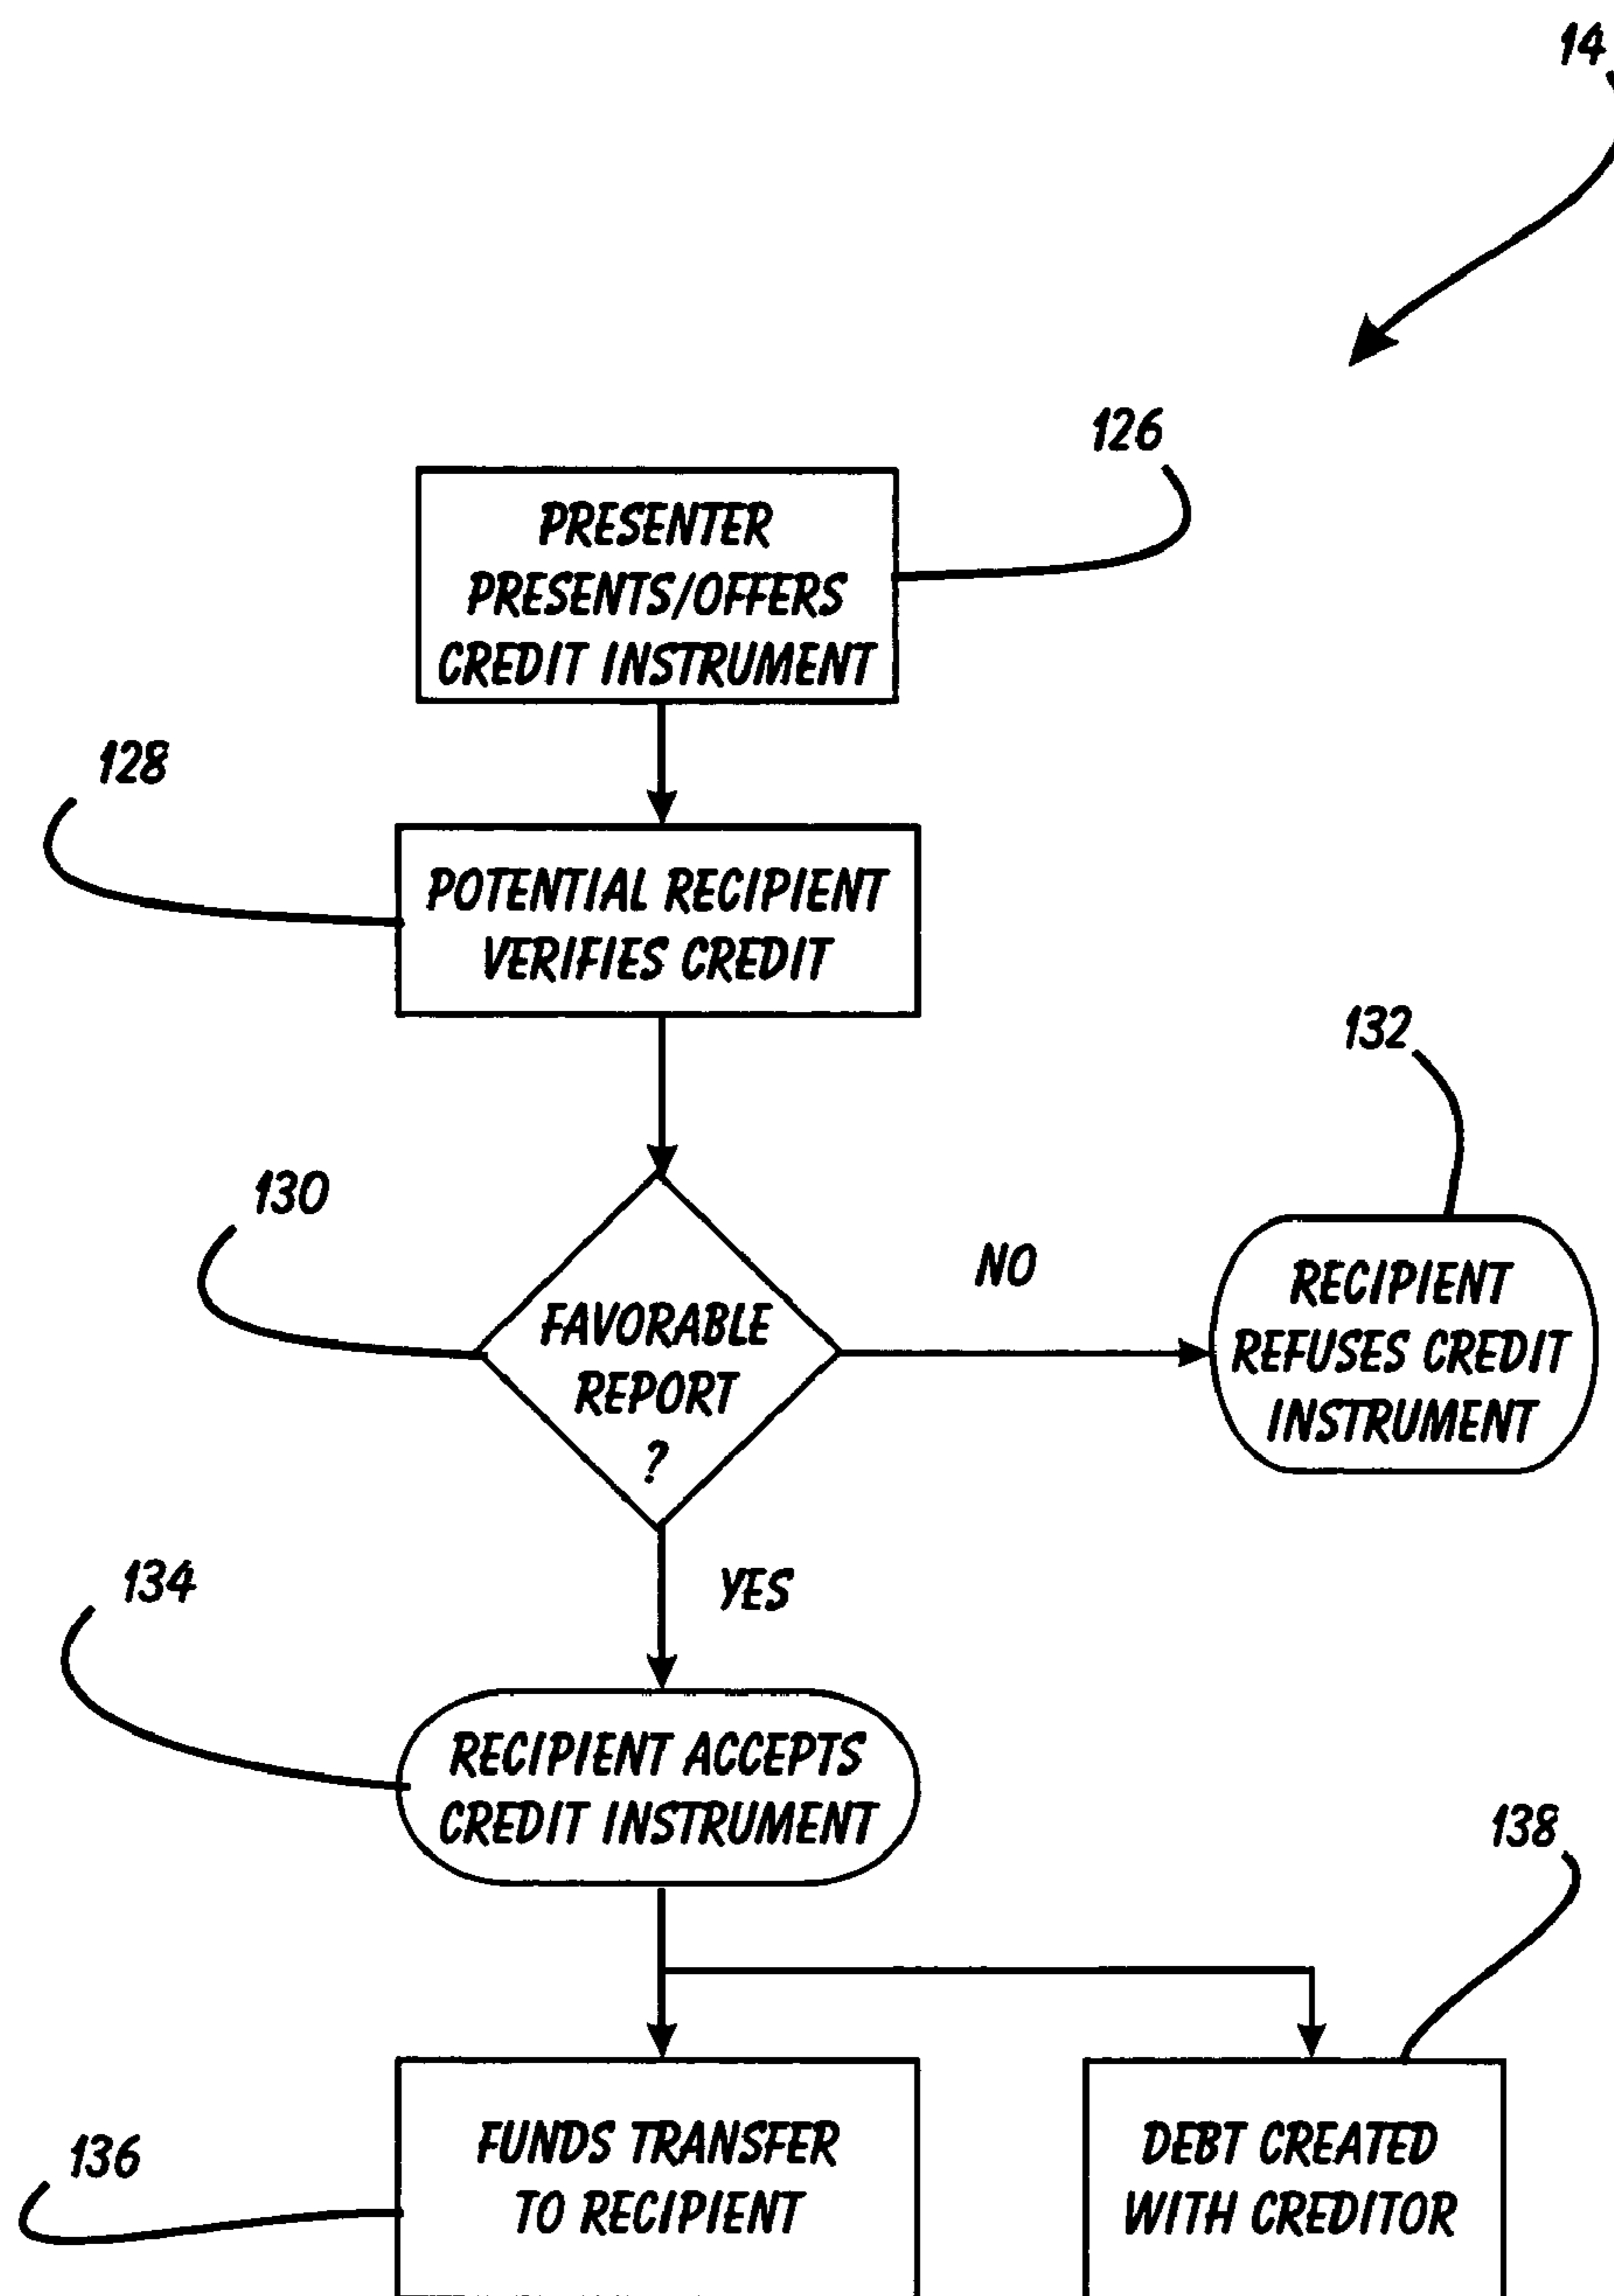 14
126
PRESENTER
PRESENTS/OFFERS
CREDIT INSTRUMENT
128
POTENTIAL RECIPIENT
VERIFIES CREDIT
132
130
NO
FAVORABLE
REPORT
?
RECIPIENT
REFUSES CREDIT
INSTRUMENT
134
YES
RECIPIENT ACCEPTS
CREDIT INSTRUMENT
138
136
FUNDS TRANSFER
TO RECIPIENT
DEBT CREATED
WITH CREDITOR